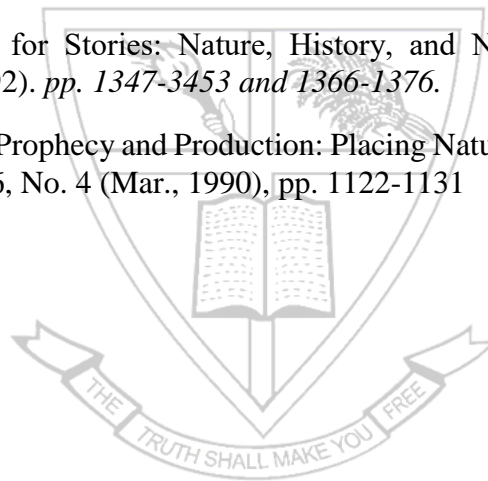 for Stories: Nature, History, and N
2). pp. 1347-3453 and 1366-1376.
Prophecy and Production: Placing Natu
6, No. 4 (Mar., 1990), pp. 1122-1131
THE TRUTH SHALL MAKE YOU FREE